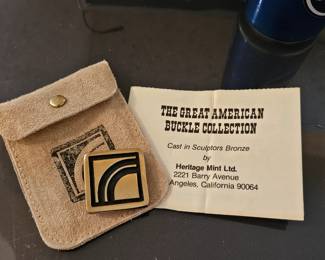 THE GREAT AMERICAN
BUCKLE COLLECTION
Cast in Sculptors Bronze
by
Heritage Mint Ltd.
2221 Barry Avenue
Angeles, California 90064